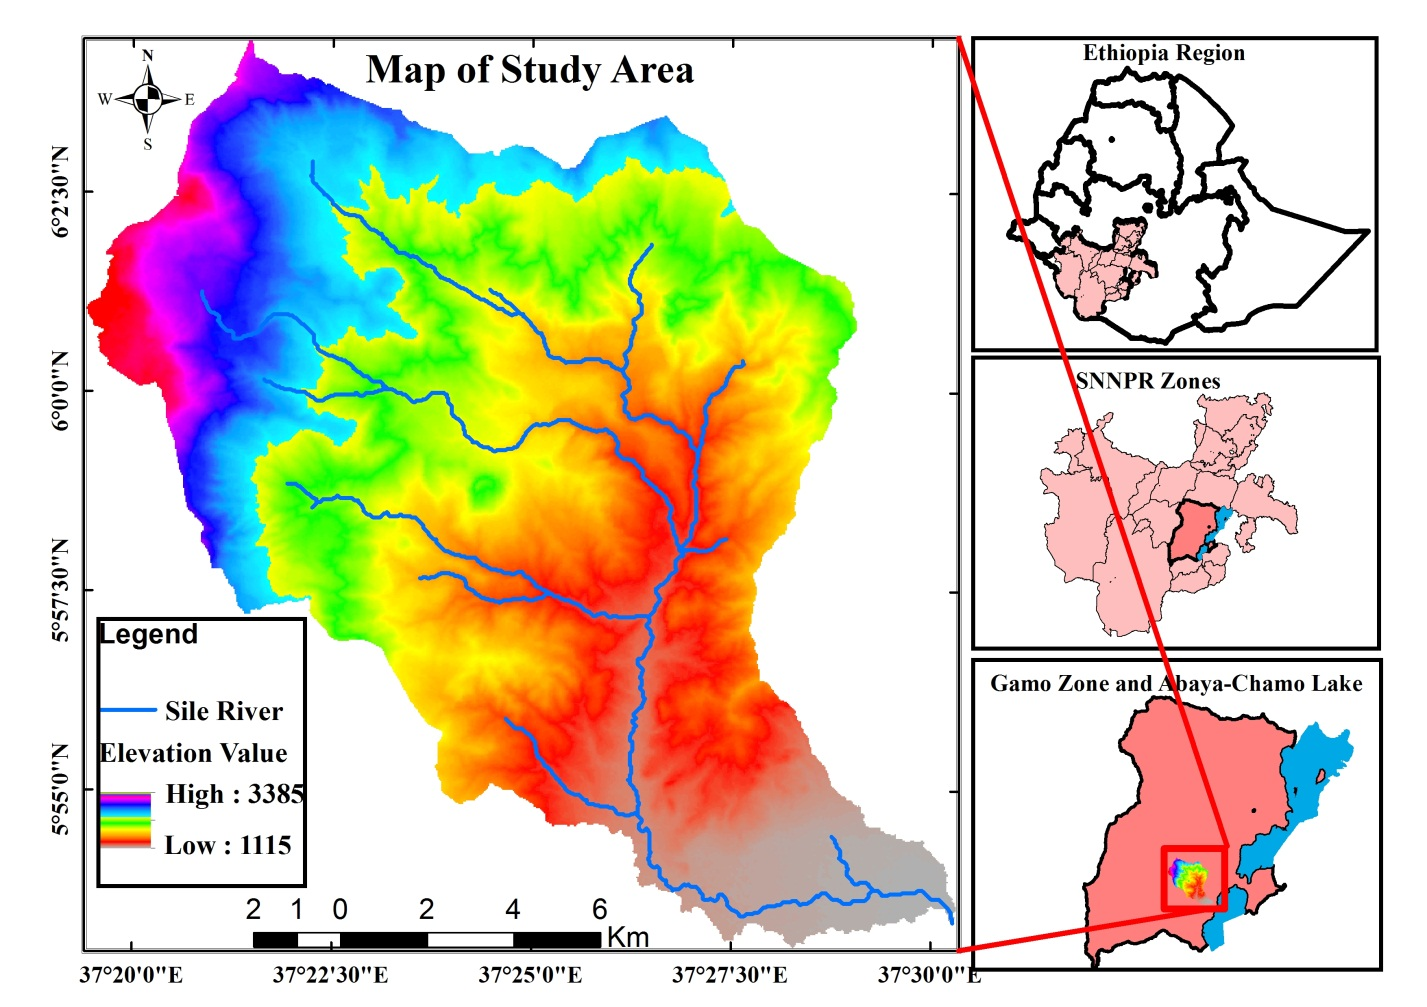 Map of Study Area
N
W
E
S
6°2'30"N
6°0'0"N
5°57'30"N
5°55'0"N
Legend
Sile River
Elevation Value
High : 3385
Low : 1115
2 1 0 2 4 6
Km
37°20'0"E 37°22'30"E 37°25'0"E 37°27'30"E 37°30'0"E
Ethiopia Region
SNNPR Zones
Gamo Zone and Abaya-Chamo Lake